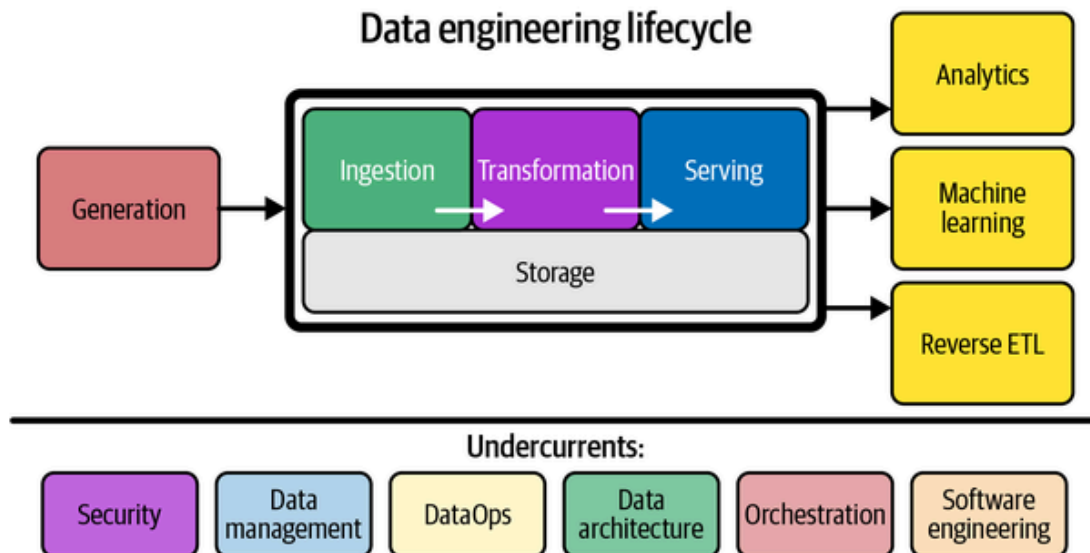 Data engineering lifecycle
Generation
Ingestion
Transformation
Serving
Storage
Analytics
Machine
learning
Reverse ETL
Undercurrents:
Security
Data
management
DataOps
Data
architecture
Orchestration
Software
engineering